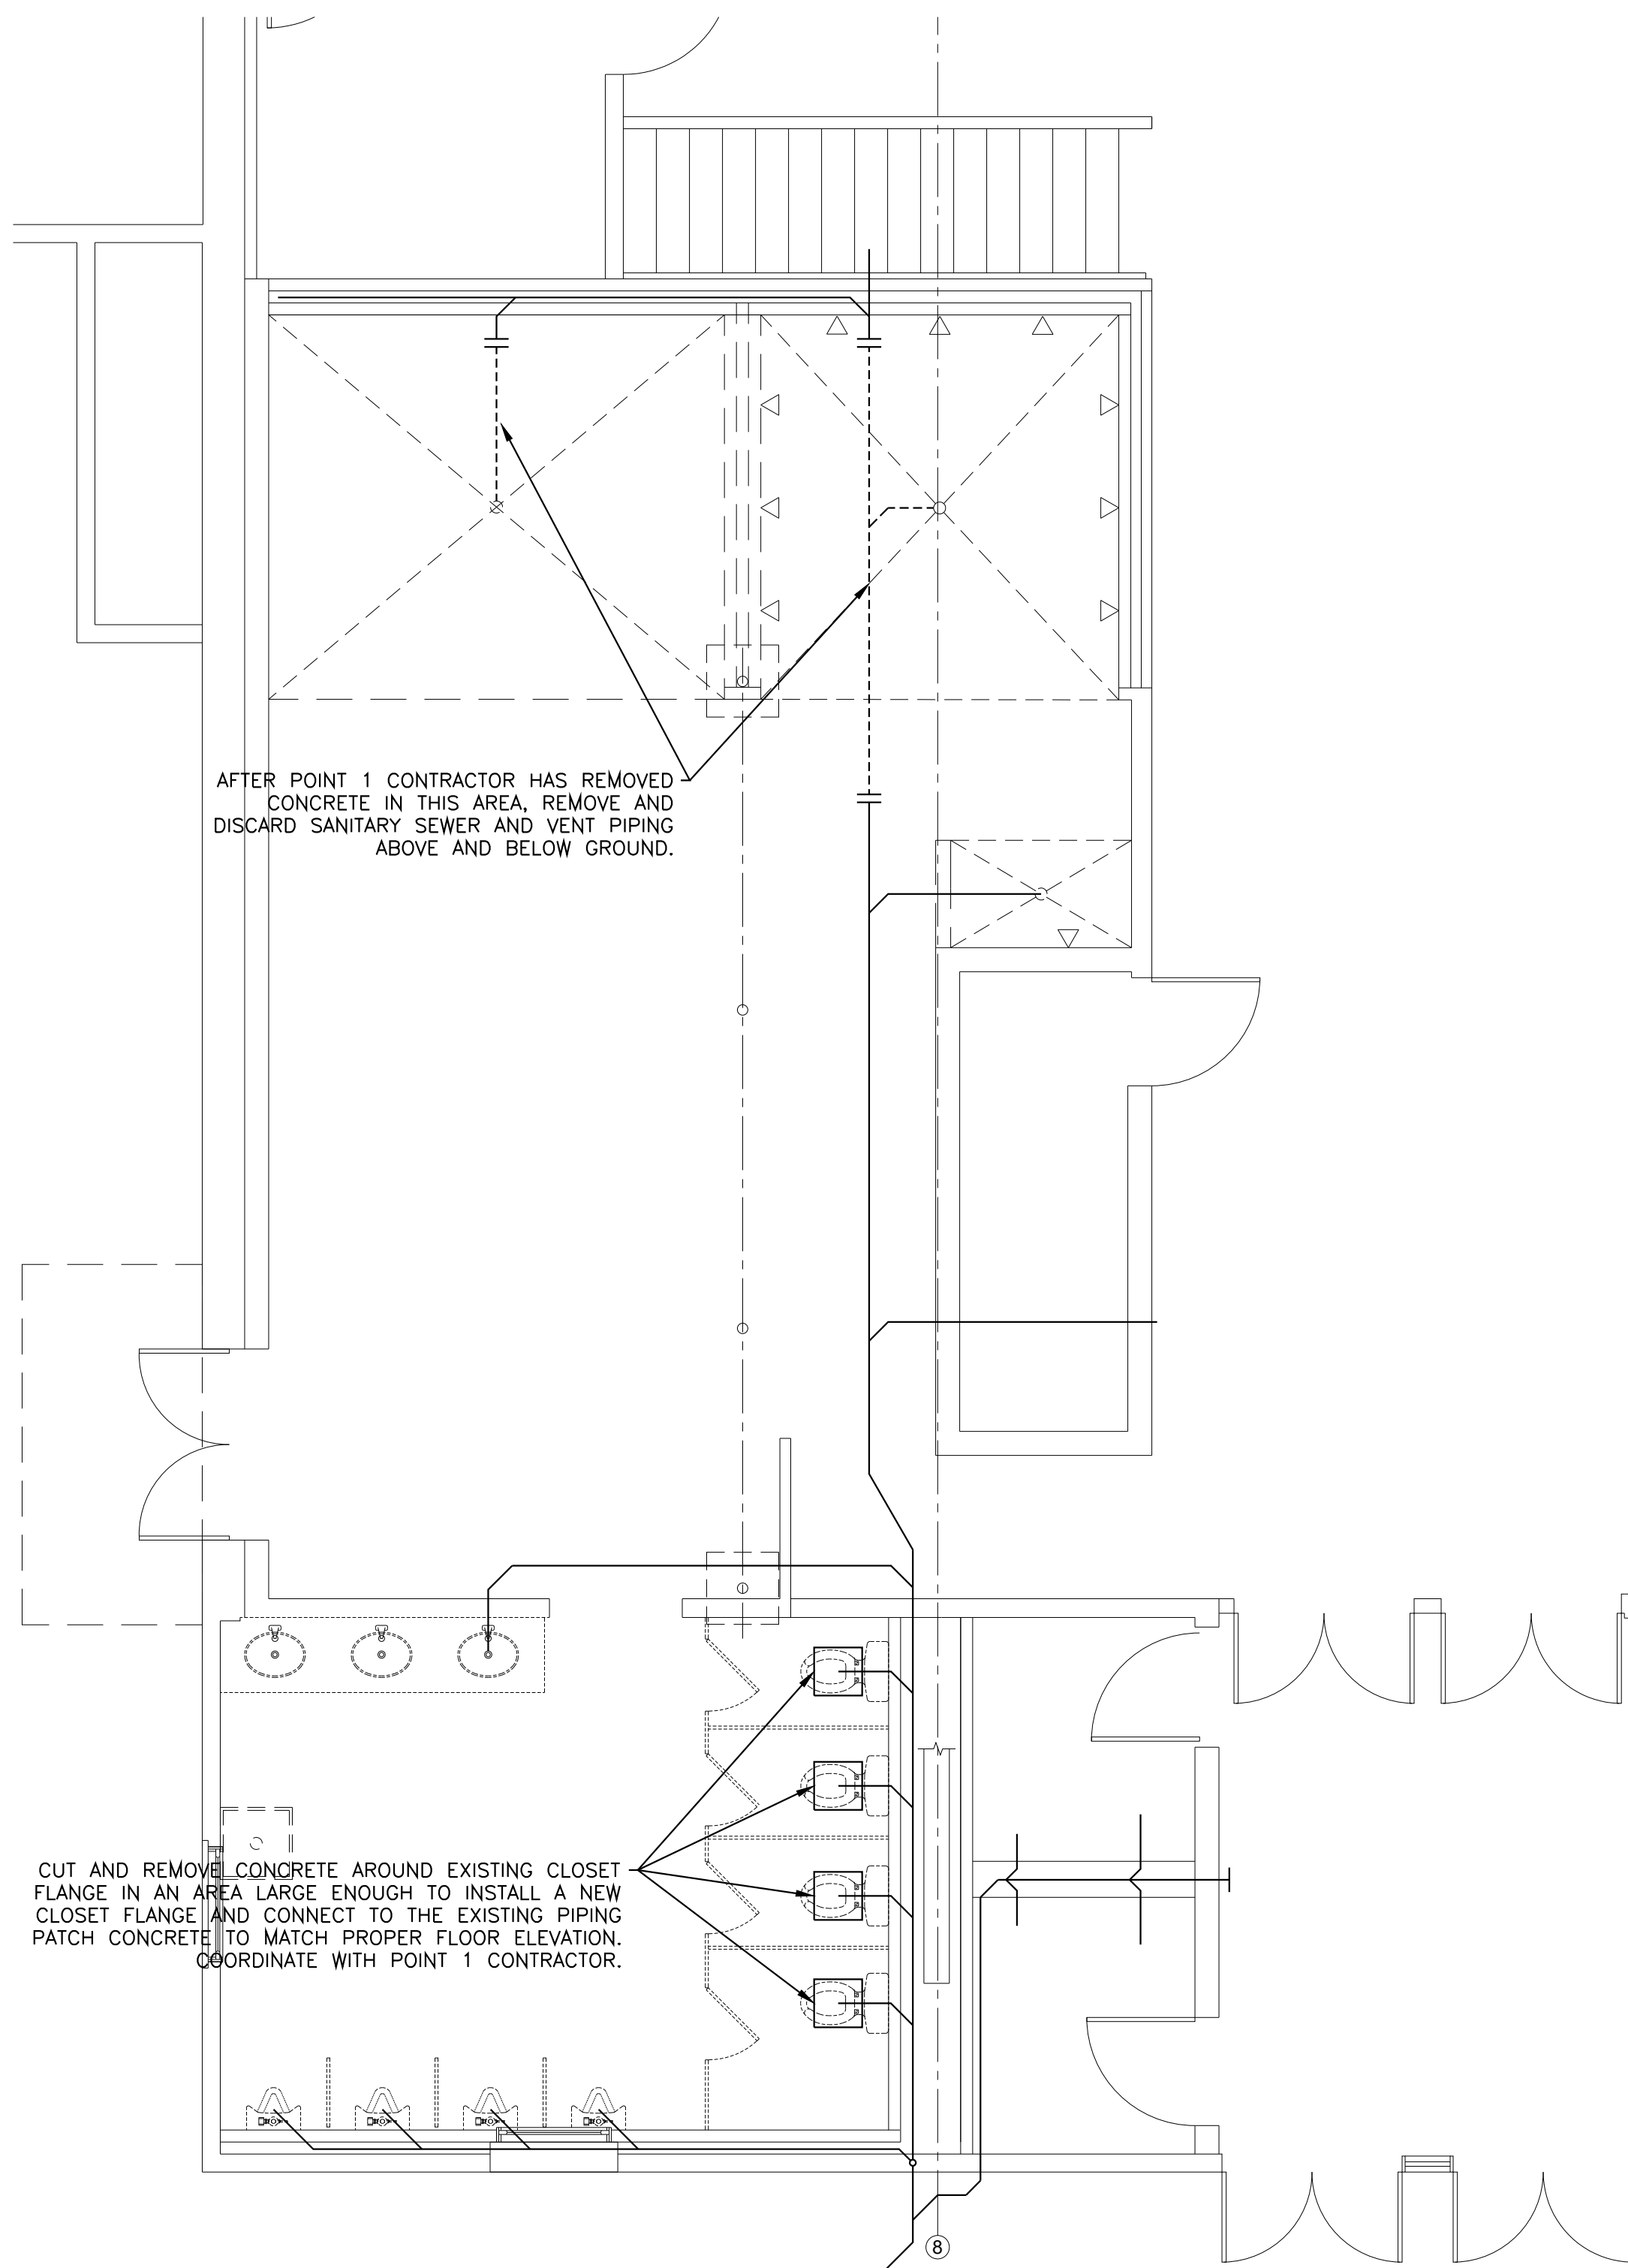 AFTER POINT 1 CONTRACTOR HAS REMOVED
CONCRETE IN THIS AREA, REMOVE AND
DISCARD SANITARY SEWER AND VENT PIPING
ABOVE AND BELOW GROUND.
CUT AND REMOVE CONCRETE AROUND EXISTING CLOSET
FLANGE IN AN AREA LARGE ENOUGH TO INSTALL A NEW
CLOSET FLANGE AND CONNECT TO THE EXISTING PIPING
PATCH CONCRETE TO MATCH PROPER FLOOR ELEVATION.
COORDINATE WITH POINT 1 CONTRACTOR.
8